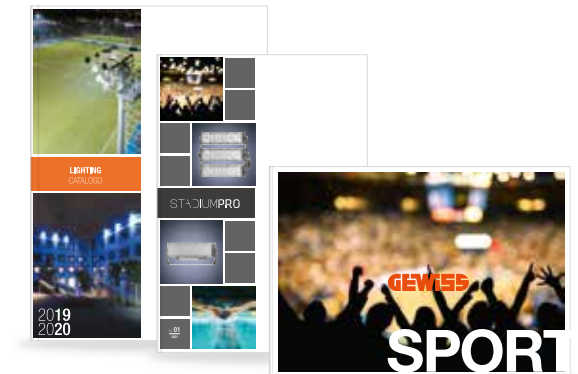 LIGHTING
CATALOGO
2019
2020
STADIUMPRO
01
GEWISS
SPORT